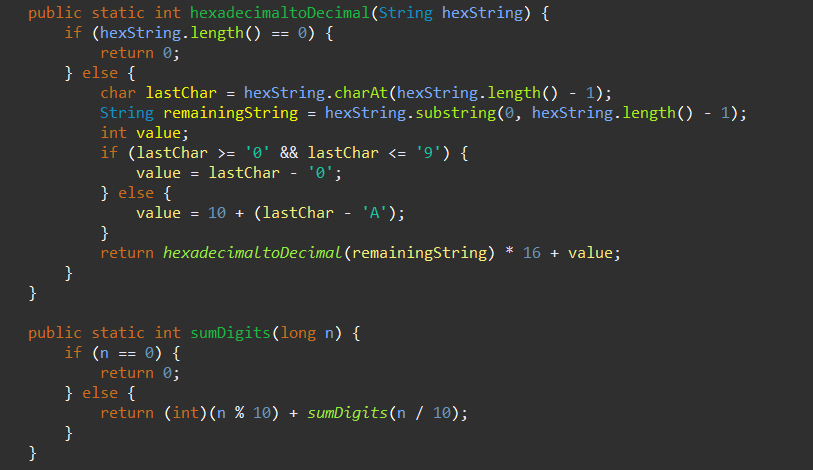 public static int hexadecimaltoDecimal(String hexString) {
    if (hexString.length() == 0) {
        return 0;
    } else {
        char lastChar = hexString.charAt(hexString.length() - 1);
        String remainingString = hexString.substring(0, hexString.length() - 1);
        int value;
        if (lastChar >= '0' && lastChar <= '9') {
            value = lastChar - '0';
        } else {
            value = 10 + (lastChar - 'A');
        }
        return hexadecimaltoDecimal(remainingString) * 16 + value;
    }
}

public static int sumDigits(long n) {
    if (n == 0) {
        return 0;
    } else {
        return (int)(n % 10) + sumDigits(n / 10);
    }
}